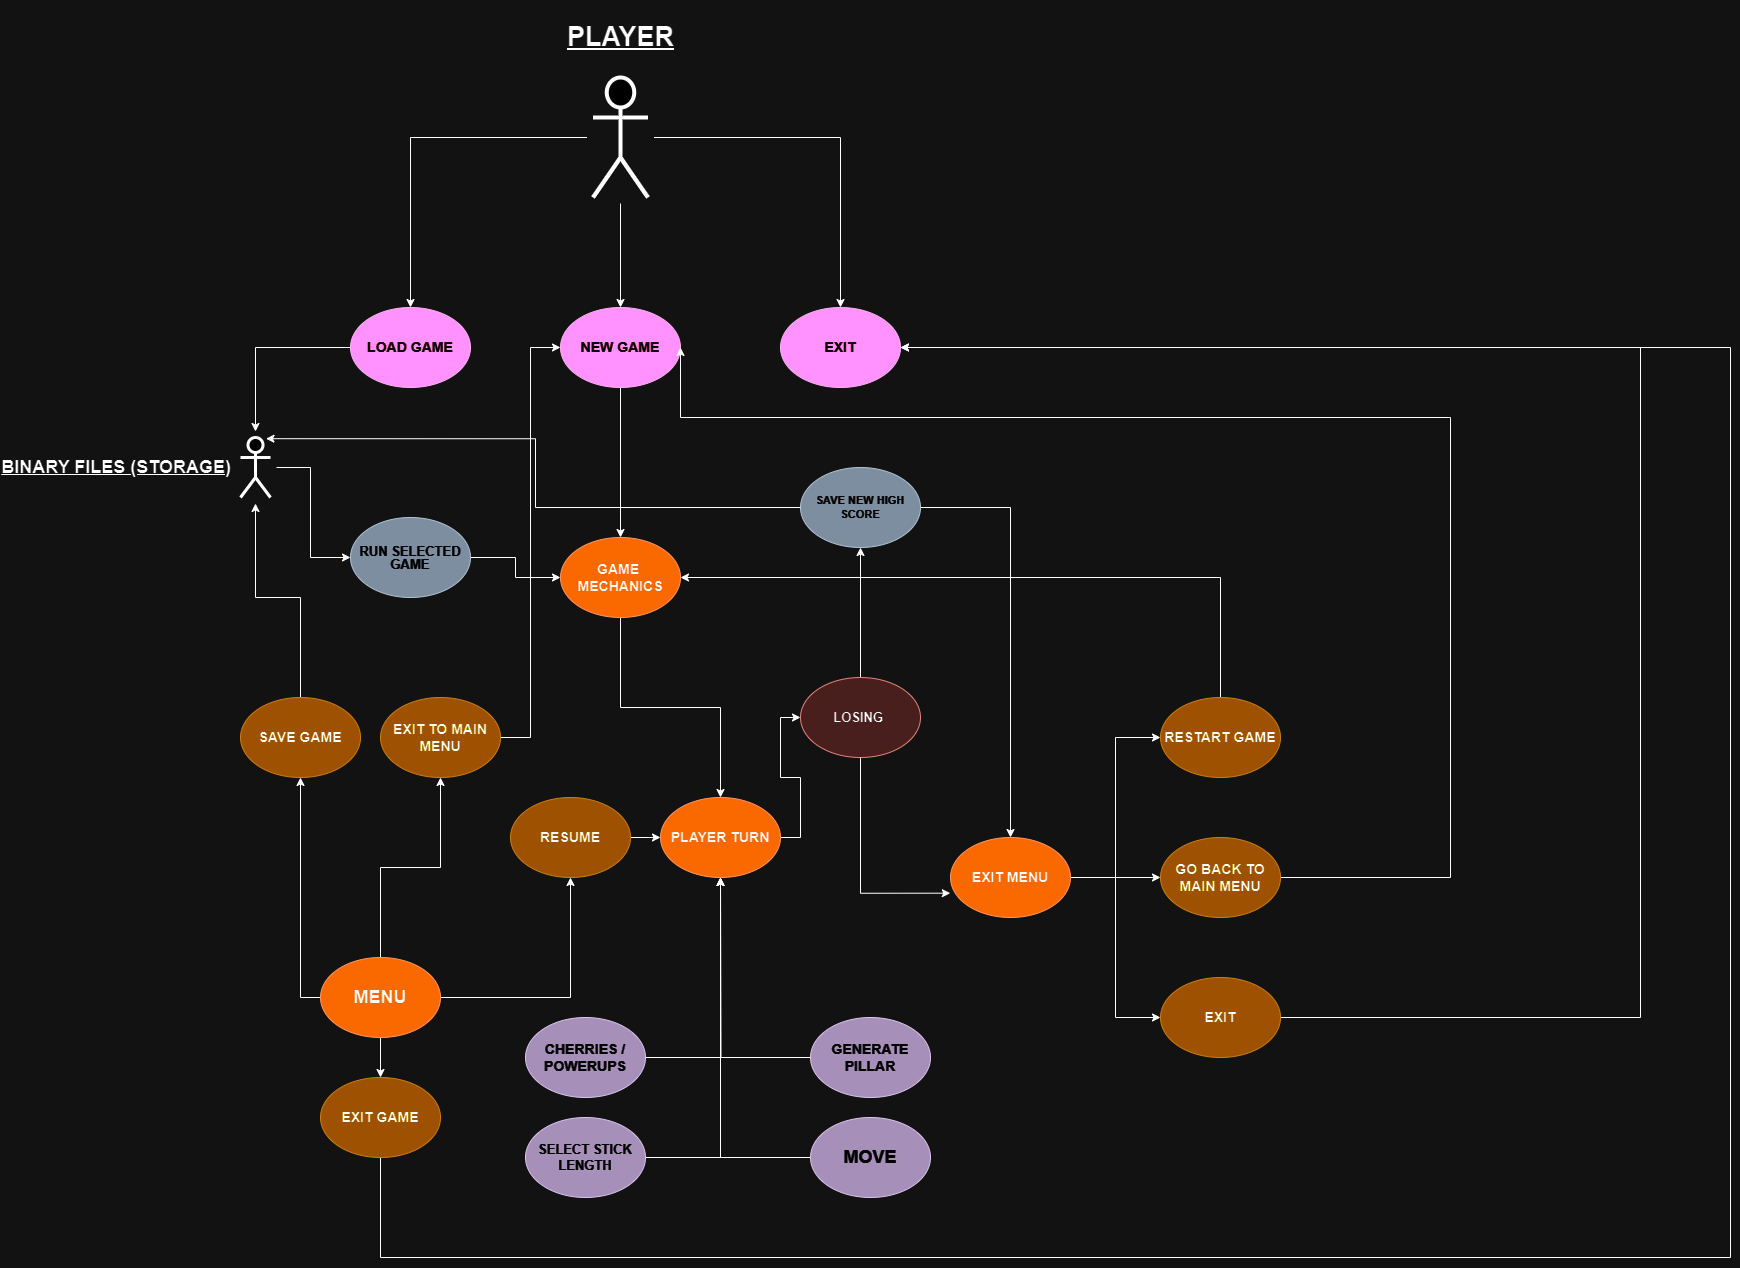 PLAYER
LOAD GAME
NEW GAME
EXIT
BINARY FILES (STORAGE)
SAVE NEW HIGH
SCORE
RUN SELECTED
GAME
GAME
MECHANICS
LOSING
SAVE GAME
EXIT TO MAIN
MENU
RESTART GAME
RESUME
PLAYER TURN
EXIT MENU
GO BACK TO
MAIN MENU
MENU
EXIT
CHERRIES /
POWERUPS
GENERATE
PILLAR
EXIT GAME
SELECT STICK
LENGTH
MOVE